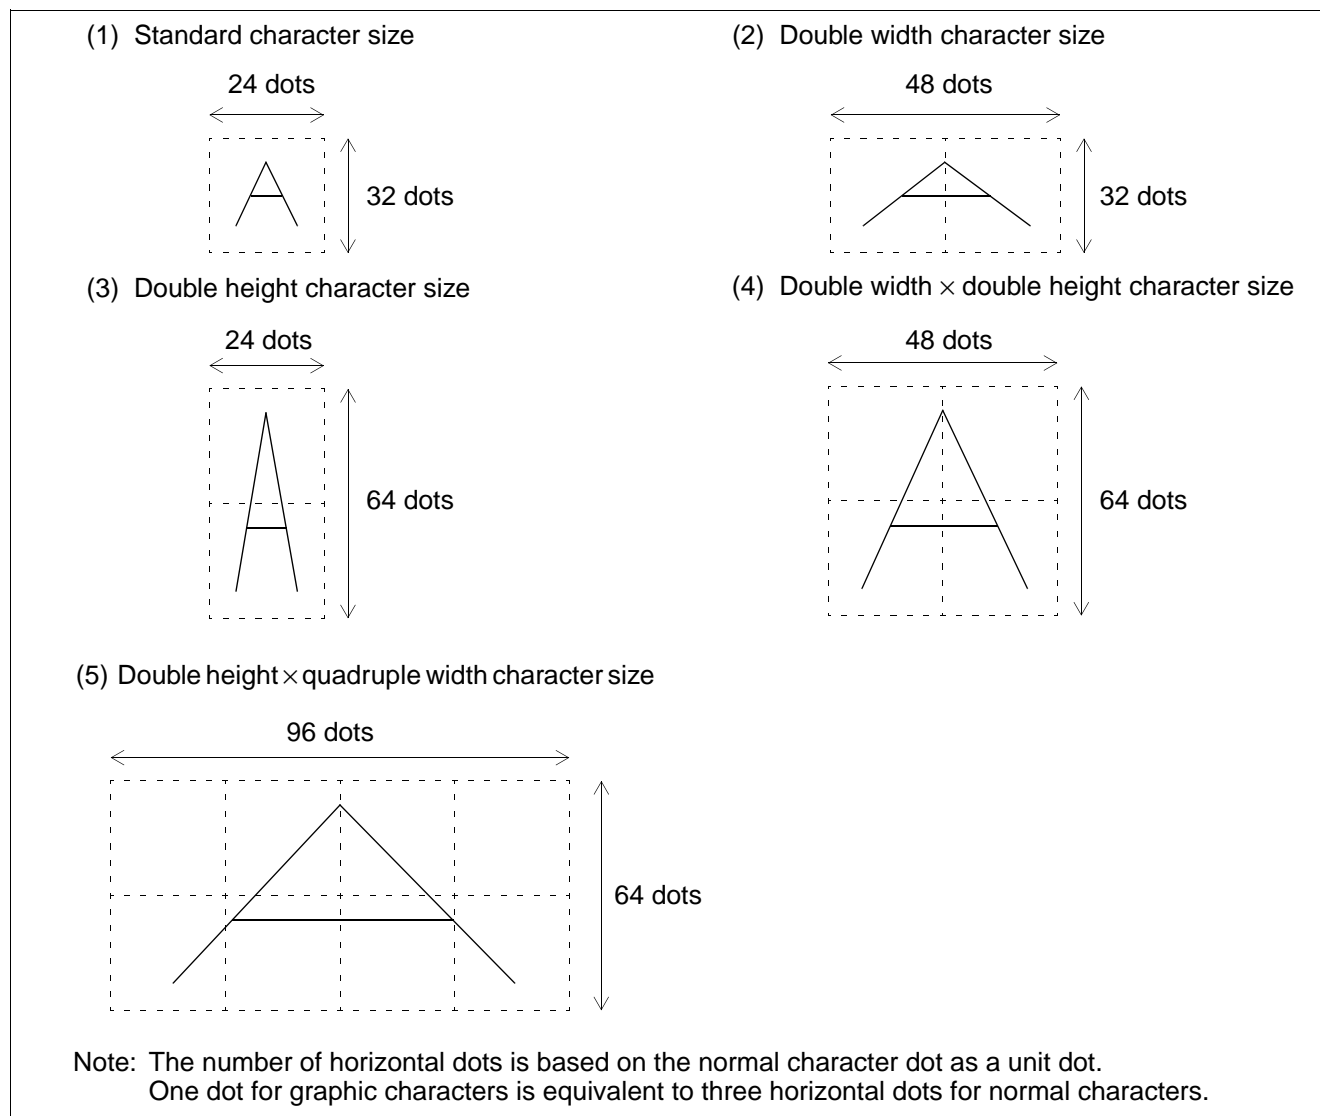 (1) Standard character size
24 dots
32 dots
(2) Double width character size
48 dots
32 dots
(3) Double height character size
24 dots
64 dots
(4) Double width × double height character size
48 dots
64 dots
(5) Double height × quadruple width character size
96 dots
64 dots
Note: The number of horizontal dots is based on the normal character dot as a unit dot.
One dot for graphic characters is equivalent to three horizontal dots for normal characters.